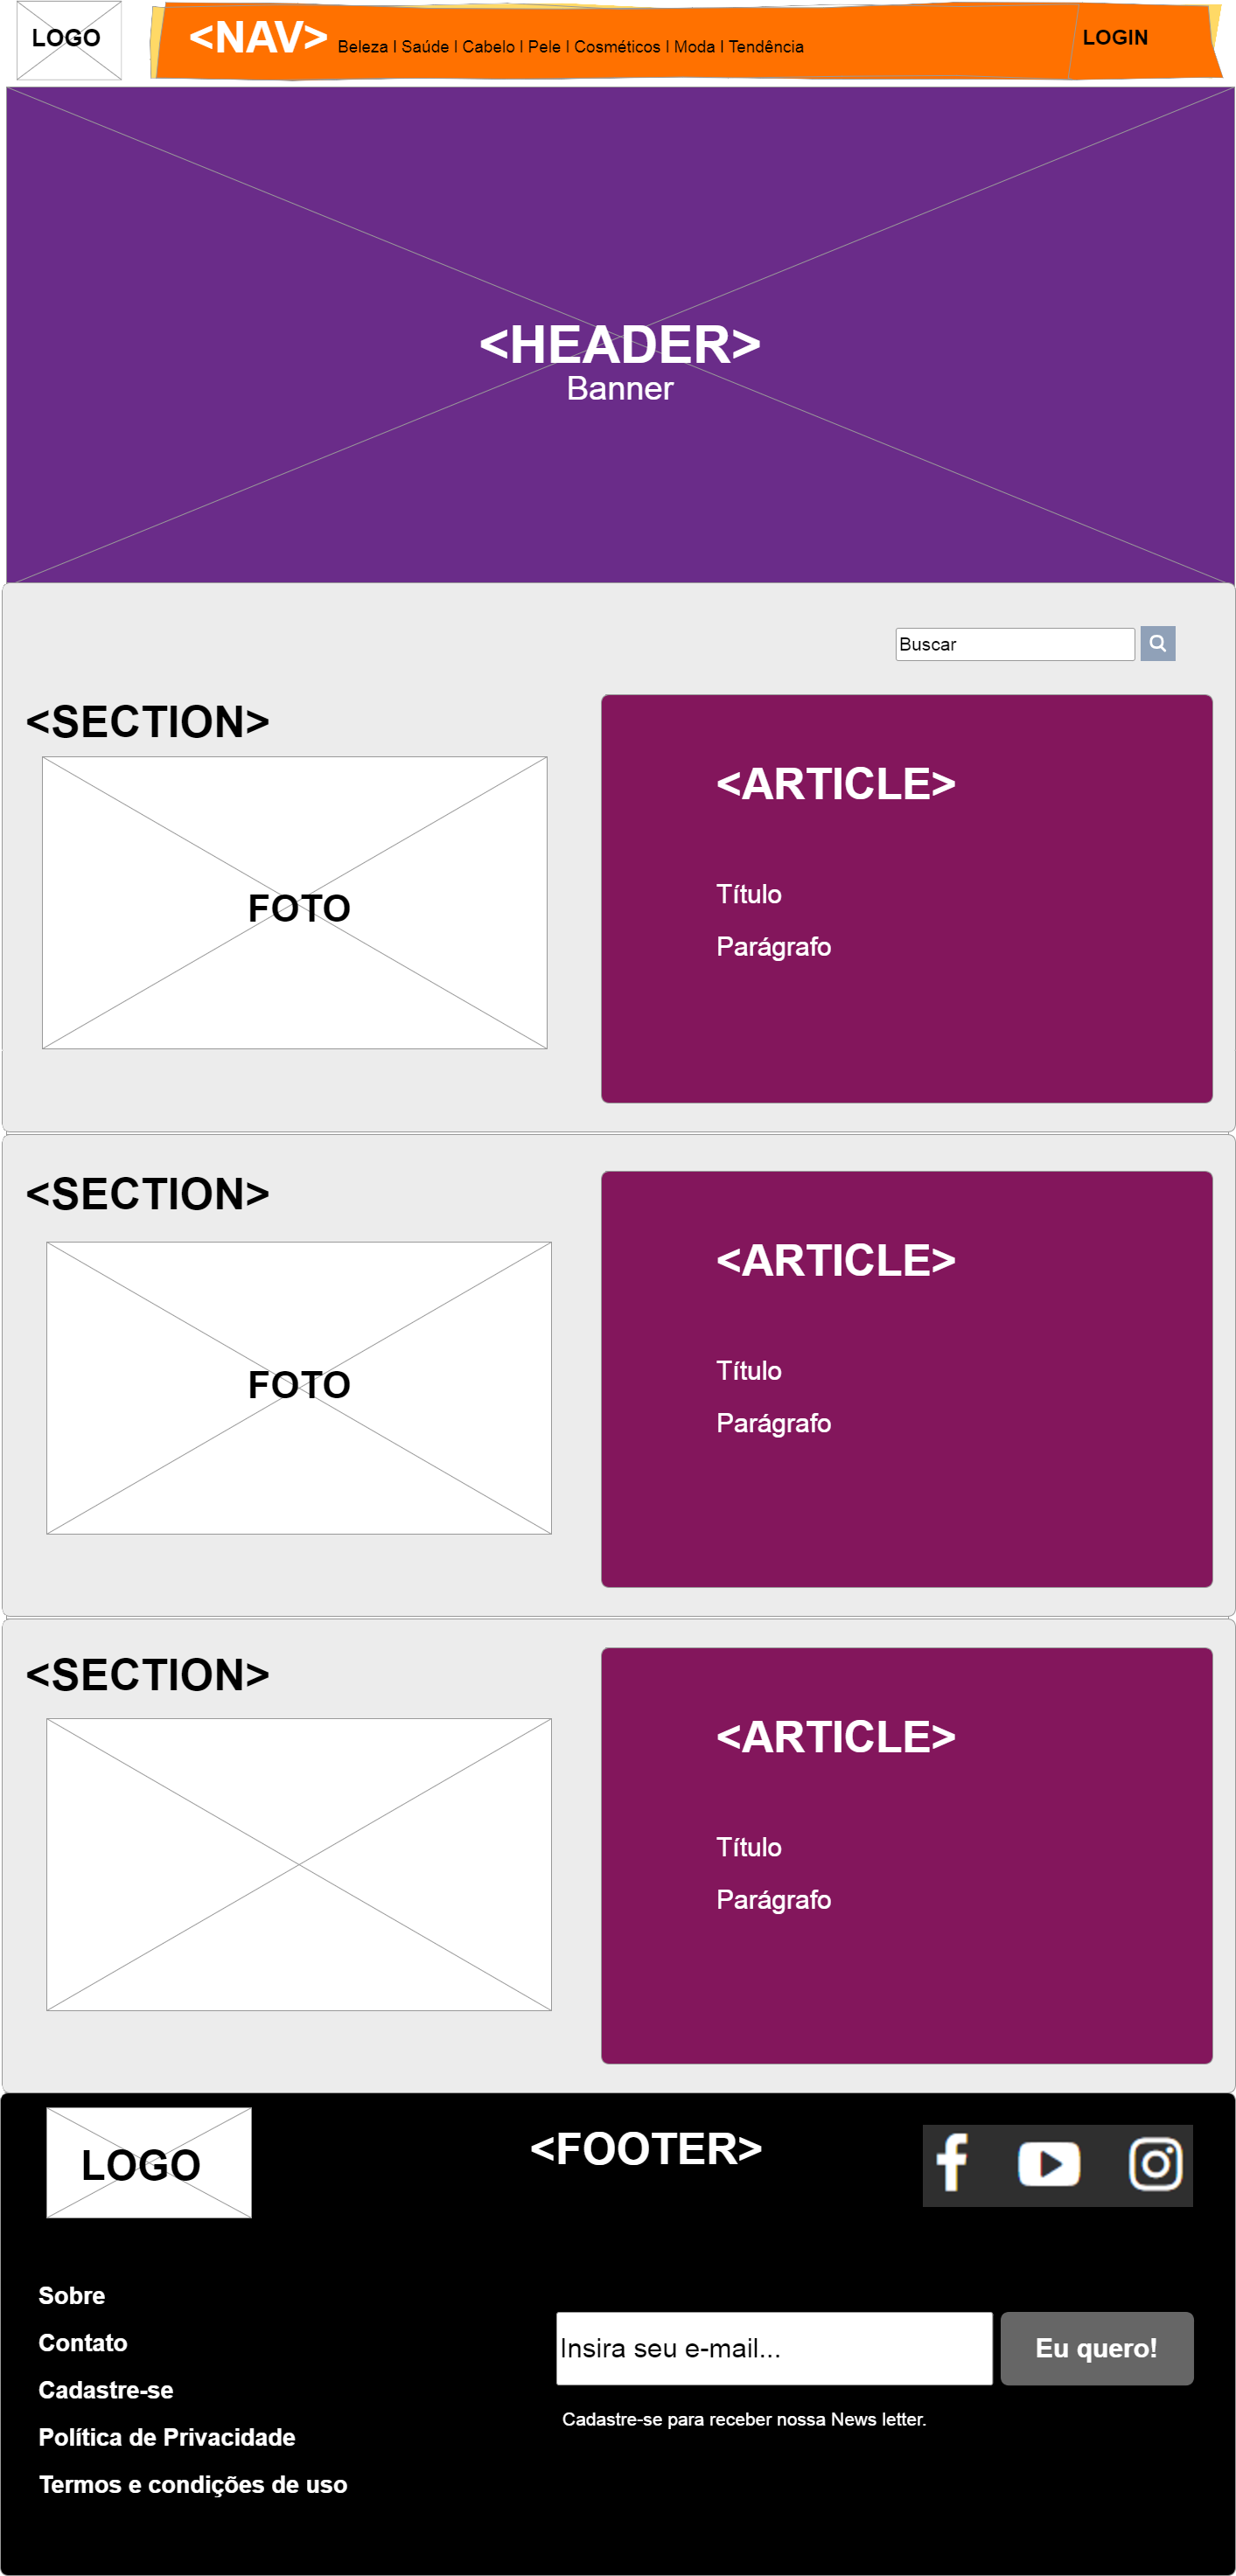 LOGO
<NAV> Beleza I Saúde I Cabelo I Pele I Cosméticos I Moda I Tendência
LOGIN
<HEADER>
Banner
Buscar
<SECTION>
FOTO
<ARTICLE>
Título
Parágrafo
<SECTION>
FOTO
<ARTICLE>
Título
Parágrafo
<SECTION>
<ARTICLE>
Título
Parágrafo
LOGO
<FOOTER>
Sobre
Contato
Cadastre-se
Política de Privacidade
Termos e condições de uso
Insira seu e-mail...
Eu quero!
Cadastre-se para receber nossa News letter.